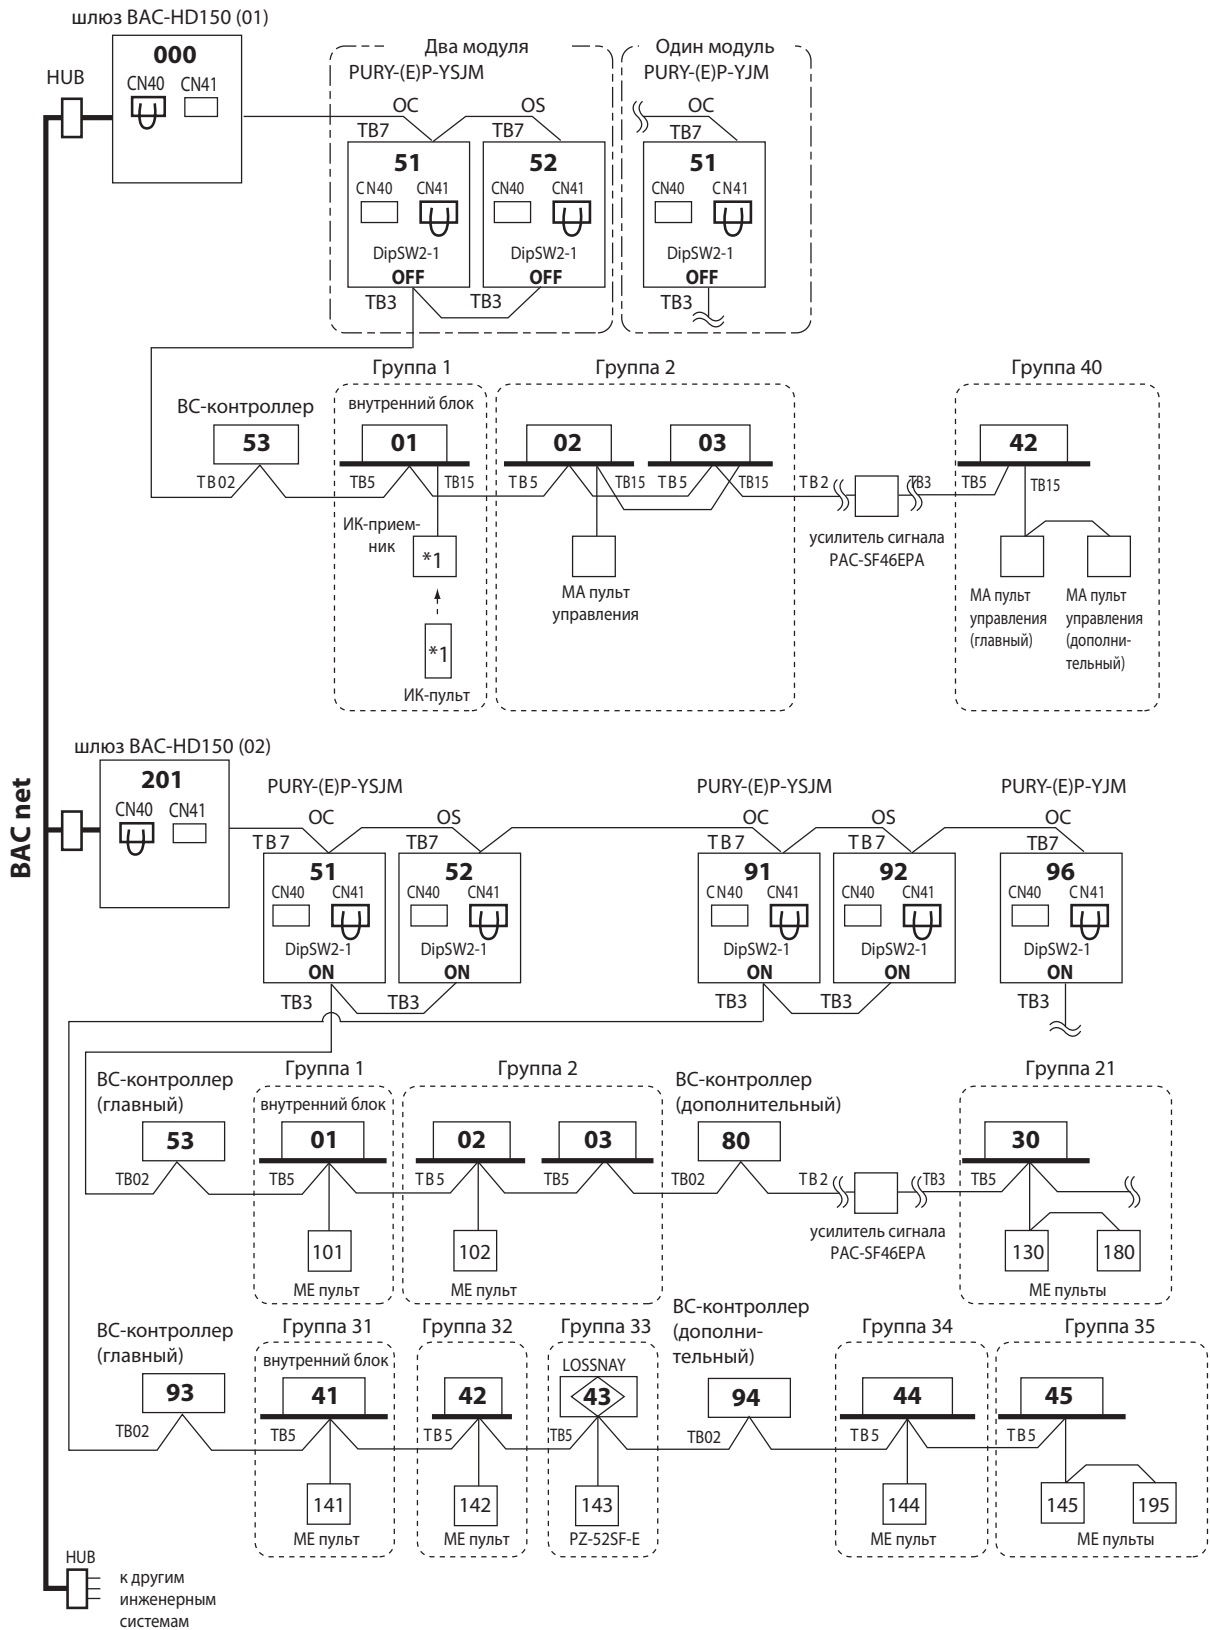 шлюз BAC-HD150 (01)
000
CN40 CN41
HUB
Два модуля
PURY-(E)P-YSJM
OC OS
TB7 TB7
51 52
CN40 CN41 CN40 CN41
DipSW2-1 DipSW2-1
OFF OFF
TB3 TB3
Один модуль
PURY-(E)P-YJM
OC
TB7
51
CN40 CN41
DipSW2-1
OFF
TB3
BC-контроллер
53
TB02
Группа 1
внутренний блок
01
TB5 TB15
ИК-прием-
ник
*1
*1
ИК-пульт
Группа 2
02 03
TB5 TB15 TB5 TB15
MA пульт
управления
TB2 TB3
усилитель сигнала
PAC-SF46EPA
Группа 40
42
TB5 TB15
MA пульт
управления
(главный)
MA пульт
управления
(дополни-
тельный)
BAC net
шлюз BAC-HD150 (02)
201
CN40 CN41
PURY-(E)P-YSJM
OC OS
TB7 TB7
51 52
CN40 CN41 CN40 CN41
DipSW2-1 DipSW2-1
ON ON
TB3 TB3
PURY-(E)P-YSJM
OC OS
TB7 TB7
91 92
CN40 CN41 CN40 CN41
DipSW2-1 DipSW2-1
ON ON
TB3 TB3
PURY-(E)P-YJM
OC
TB7
96
CN40 CN41
DipSW2-1
ON
TB3
BC-контроллер
(главный)
53
TB02
Группа 1
внутренний блок
01
TB5
101
ME пульт
Группа 2
02 03
TB5 TB5
102
ME пульт
BC-контроллер
(дополнительный)
80
TB02
TB2 TB3
усилитель сигнала
PAC-SF46EPA
Группа 21
30
TB5
130 180
ME пульты
BC-контроллер
(главный)
93
TB02
Группа 31
внутренний блок
41
TB5
141
ME пульт
Группа 32
42
TB5
142
ME пульт
Группа 33
LOSSNAY
43
TB5
143
PZ-52SF-E
BC-контроллер
(дополни-
тельный)
94
TB02
Группа 34
44
TB5
144
ME пульт
Группа 35
45
TB5
145 195
ME пульты
HUB
к другим
инженерным
системам